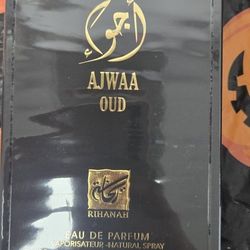 أجواء
AJWAA
OUD
ريحانة
RIHANAH
EAU DE PARFUM
VAPORISATEUR-NATURAL SPRAY